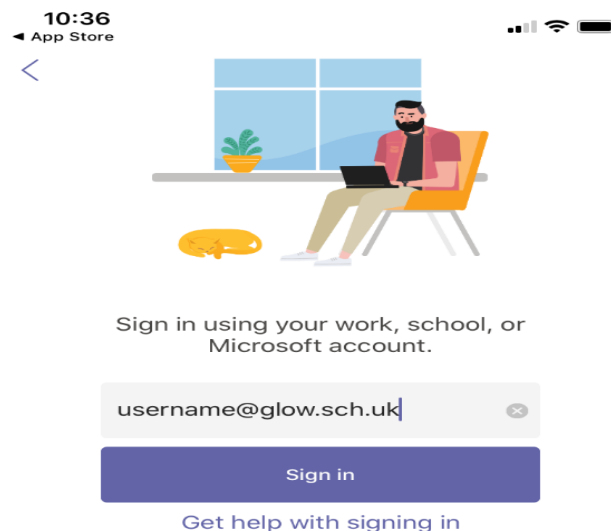 10:36
◀ App Store
Sign in using your work, school, or
Microsoft account.
username@glow.sch.uk
Sign in
Get help with signing in